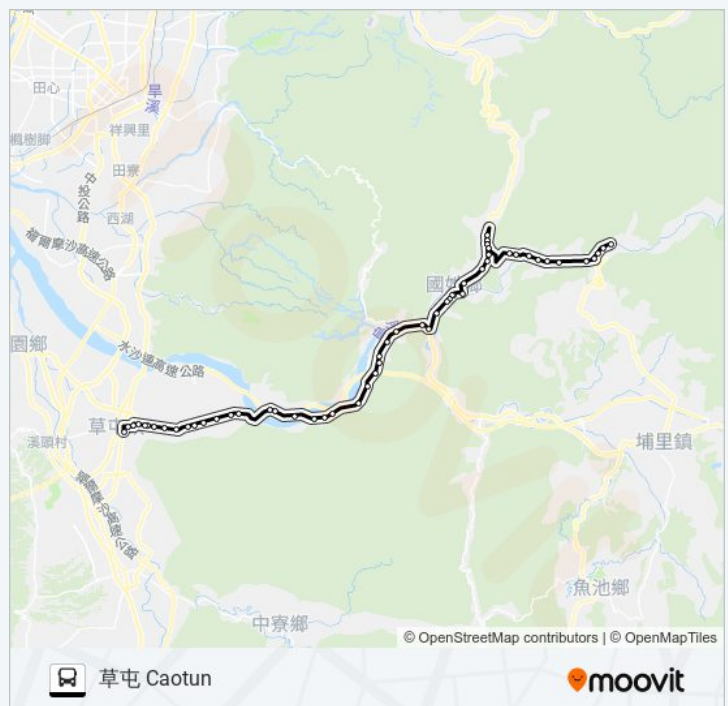 田心
旱溪
祥興里
楓樹脚
田寮
中投公路
西湖
福爾摩沙高速公路
國姓鄉
水沙連高速公路
園鄉
草屯鎮
溪頭村
埔里鎮
福爾摩沙高速公路
魚池鄉
中寮鄉
© OpenStreetMap contributors | © OpenMapTiles
草屯 Caotun
moovit